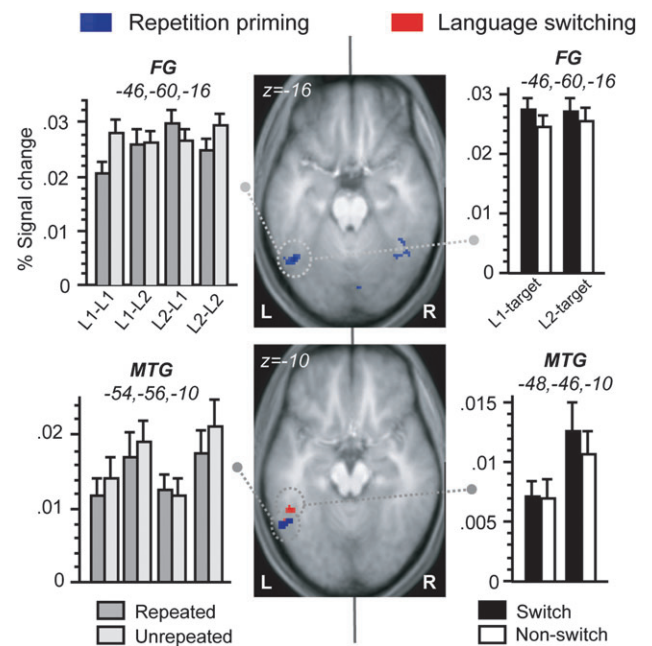 Repetition priming Language switching
FG
-46,-60,-16
% Signal change
.03
.02
.01
0
L1-L1 L1-L2 L2-L1 L2-L2
z=-16
L R
FG
-46,-60,-16
.03
.02
.01
0
L1-target L2-target
MTG
-54,-56,-10
.02
.01
0
z=-10
L R
MTG
-48,-46,-10
.015
.01
.005
0
Repeated
Unrepeated
Switch
Non-switch